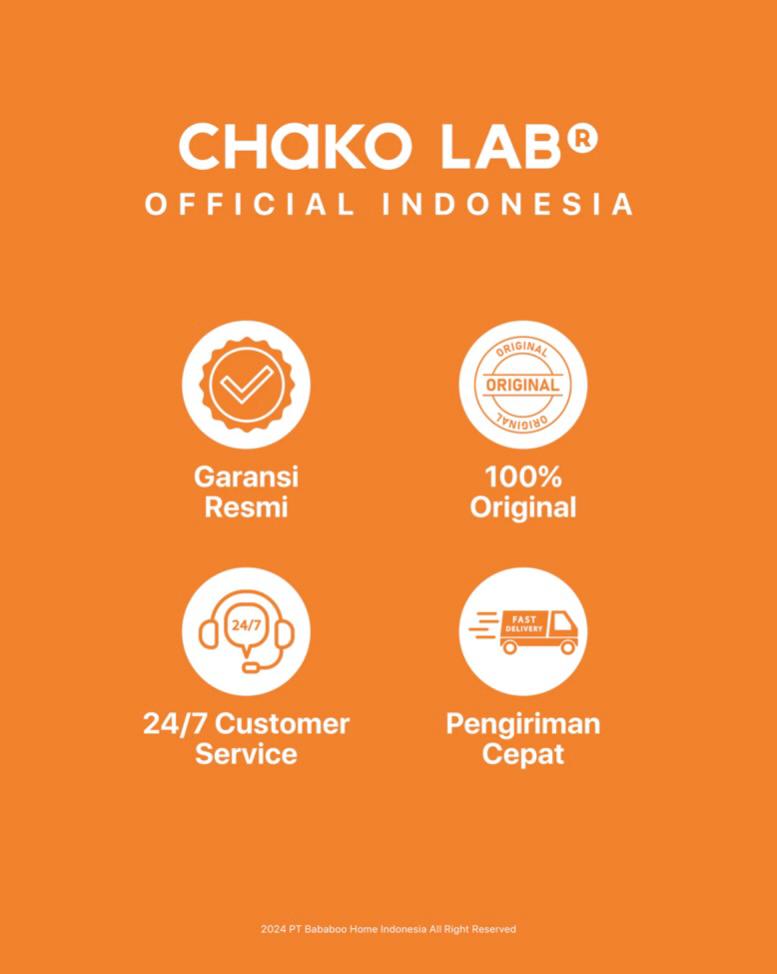 CHaKO LAB®
OFFICIAL INDONESIA
ORIGINAL
ORIGINAL
ORIGINAL
Garansi
Resmi
100%
Original
24/7
FAST
DELIVERY
24/7 Customer
Service
Pengiriman
Cepat
2024 PT Bababoo Home Indonesia All Right Reserved